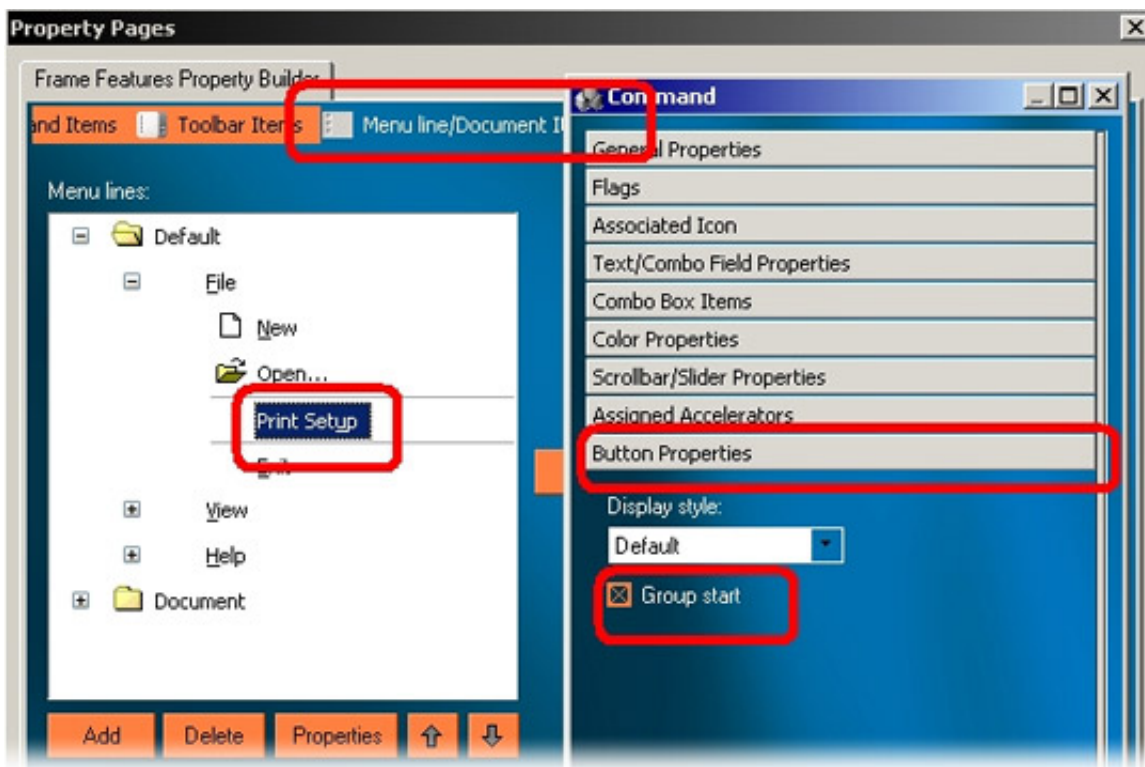 Property Pages
Frame Features Property Builder
and Items
Toolbar Items
Menu line/Document I
Menu lines:
Default
File
New
Open...
Print Setup
Exit
View
Help
Document
Add
Delete
Properties
Command
General Properties
Flags
Associated Icon
Text/Combo Field Properties
Combo Box Items
Color Properties
Scrollbar/Slider Properties
Assigned Accelerators
Button Properties
Display style:
Default
Group start